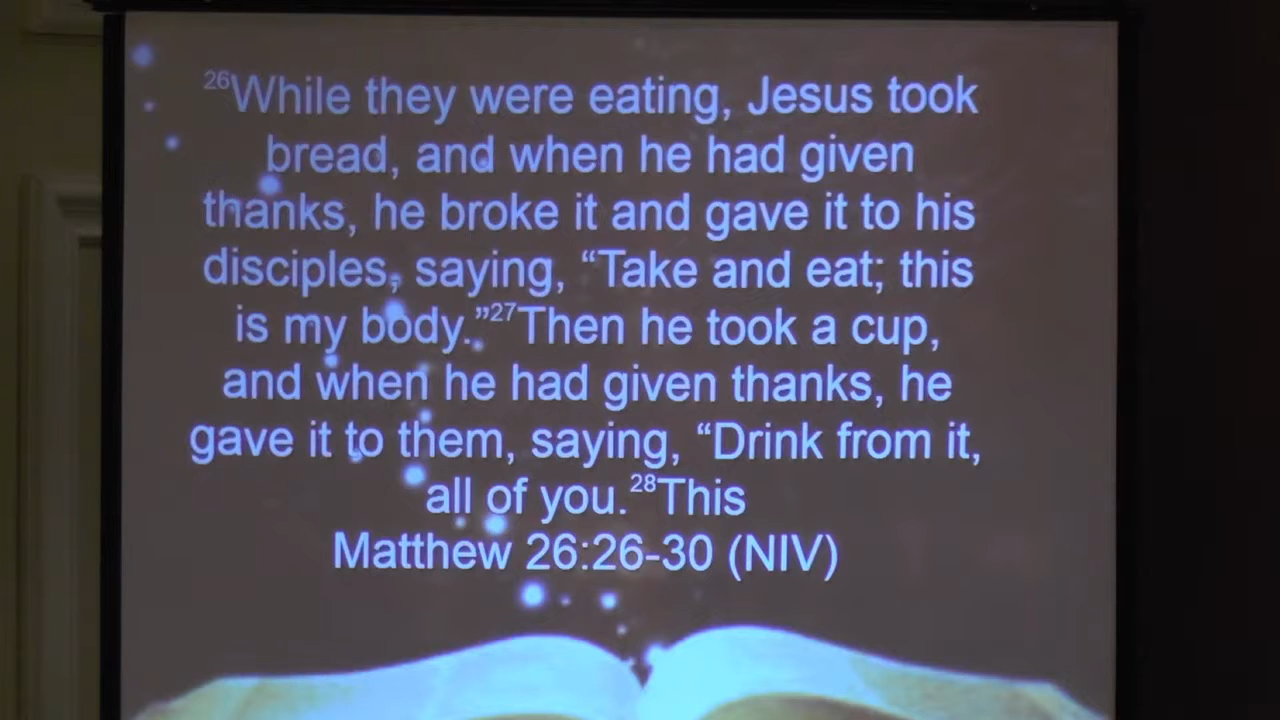 ²⁶While they were eating, Jesus took
bread, and when he had given
thanks, he broke it and gave it to his
disciples, saying, “Take and eat; this
is my body.”²⁷Then he took a cup,
and when he had given thanks, he
gave it to them, saying, “Drink from it,
all of you.²⁸This
Matthew 26:26-30 (NIV)